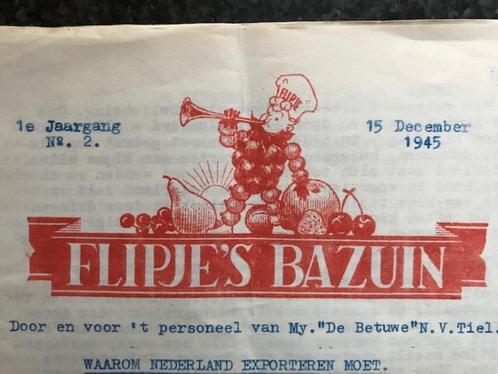 FLIPJE
1e Jaargang
№. 2.
15 December
1945
FLIPJE'S BAZUIN
Door en voor 't personeel van My."De Betuwe"N.V.Tiel.
WAAROM NEDERLAND EXPORTEREN MOET.